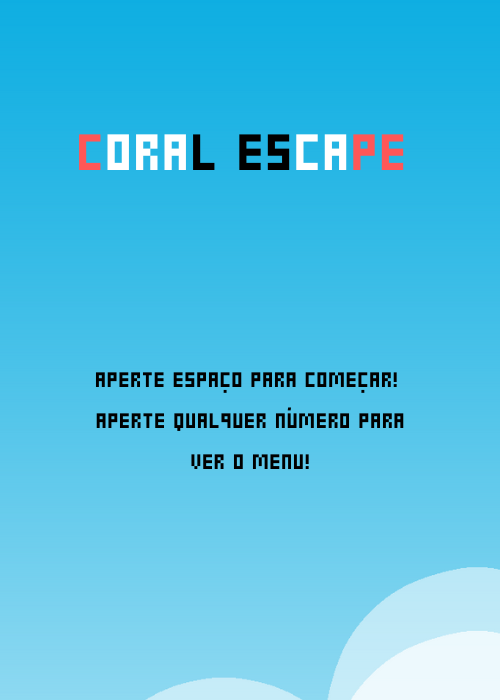 CORAL ESCAPE
APERTE ESPAÇO PARA COMEÇAR!
APERTE QUALQUER NÚMERO PARA
VER O MENU!